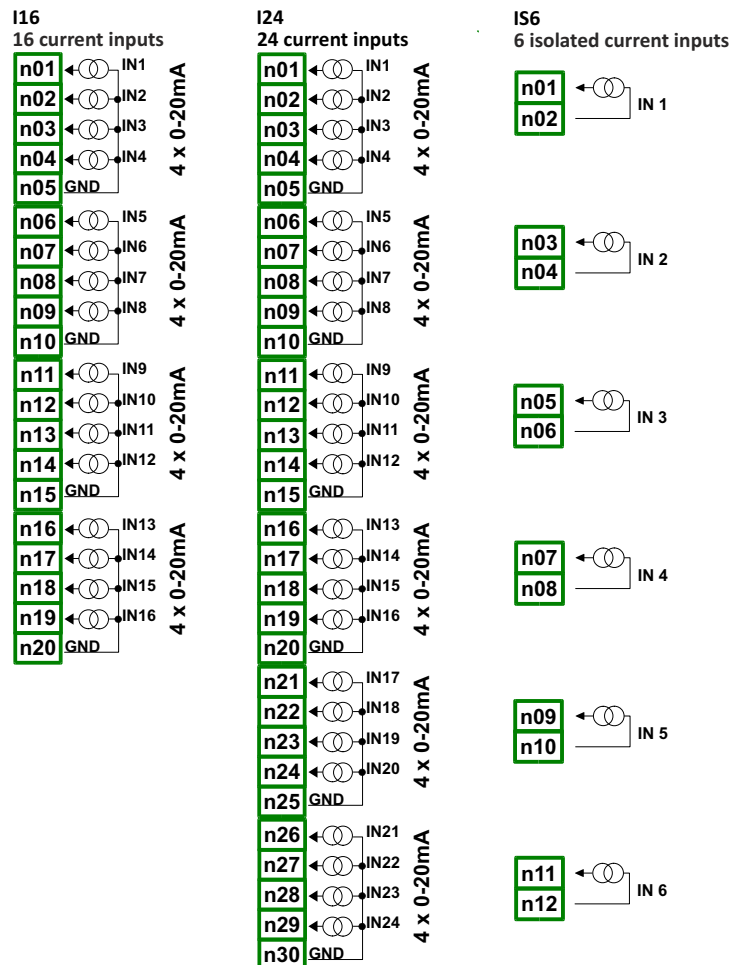 I16
16 current inputs
n01 IN1
n02 IN2
n03 IN3
n04 IN4
n05 GND
4 x 0-20mA
n06 IN5
n07 IN6
n08 IN7
n09 IN8
n10 GND
4 x 0-20mA
n11 IN9
n12 IN10
n13 IN11
n14 IN12
n15 GND
4 x 0-20mA
n16 IN13
n17 IN14
n18 IN15
n19 IN16
n20 GND
4 x 0-20mA
I24
24 current inputs
n01 IN1
n02 IN2
n03 IN3
n04 IN4
n05 GND
4 x 0-20mA
n06 IN5
n07 IN6
n08 IN7
n09 IN8
n10 GND
4 x 0-20mA
n11 IN9
n12 IN10
n13 IN11
n14 IN12
n15 GND
4 x 0-20mA
n16 IN13
n17 IN14
n18 IN15
n19 IN16
n20 GND
4 x 0-20mA
n21 IN17
n22 IN18
n23 IN19
n24 IN20
n25 GND
4 x 0-20mA
n26 IN21
n27 IN22
n28 IN23
n29 IN24
n30 GND
4 x 0-20mA
IS6
6 isolated current inputs
n01
n02
IN 1
n03
n04
IN 2
n05
n06
IN 3
n07
n08
IN 4
n09
n10
IN 5
n11
n12
IN 6